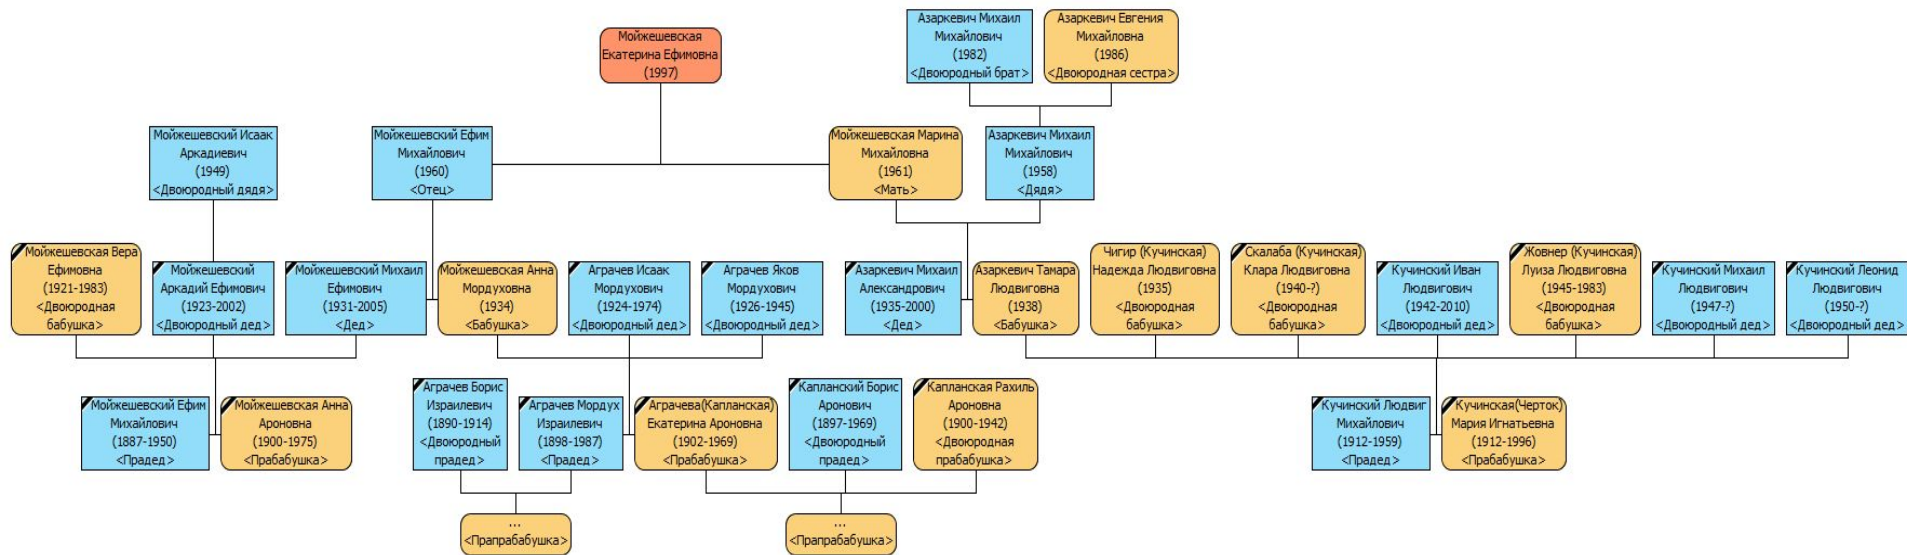 Мойжешевская
Екатерина Ефимовна
(1997)
Азаркевич Михаил
Михайлович
(1982)
<Двоюродный брат>
Азаркевич Евгения
Михайловна
(1986)
<Двоюродная сестра>
Мойжешевский Исаак
Аркадиевич
(1949)
<Двоюродный дядя>
Мойжешевский Ефим
Михайлович
(1960)
<Отец>
Мойжешевская Марина
Михайловна
(1961)
<Мать>
Азаркевич Михаил
Михайлович
(1958)
<Дядя>
Мойжешевская Вера
Ефимовна
(1921-1983)
<Двоюродная
бабушка>
Мойжешевский
Аркадий Ефимович
(1923-2002)
<Двоюродный дед>
Мойжешевский Михаил
Ефимович
(1931-2005)
<Дед>
Мойжешевская Анна
Мордуховна
(1934)
<Бабушка>
Аграчев Исаак
Мордухович
(1924-1974)
<Двоюродный дед>
Аграчев Яков
Мордухович
(1926-1945)
<Двоюродный дед>
Азаркевич Михаил
Александрович
(1935-2000)
<Дед>
Азаркевич Тамара
Людвиговна
(1938)
<Бабушка>
Чигир (Кучинская)
Надежда Людвиговна
(1935)
<Двоюродная
бабушка>
Скалаба (Кучинская)
Клара Людвиговна
(1940-?)
<Двоюродная
бабушка>
Кучинский Иван
Людвигович
(1942-2010)
<Двоюродный дед>
Жовнер (Кучинская)
Луиза Людвиговна
(1945-1983)
<Двоюродная
бабушка>
Кучинский Михаил
Людвигович
(1947-?)
<Двоюродный дед>
Кучинский Леонид
Людвигович
(1950-?)
<Двоюродный дед>
Мойжешевский Ефим
Михайлович
(1887-1950)
<Прадед>
Мойжешевская Анна
Ароновна
(1900-1975)
<Прабабушка>
Аграчев Борис
Израилевич
(1890-1914)
<Двоюродный
прадед>
Аграчев Мордух
Израилевич
(1898-1987)
<Прадед>
Аграчева(Капланская)
Екатерина Ароновна
(1902-1969)
<Прабабушка>
Капланский Борис
Аронович
(1897-1969)
<Двоюродный
прадед>
Капланская Рахиль
Ароновна
(1900-1942)
<Двоюродная
прабабушка>
Кучинский Людвиг
Михайлович
(1912-1959)
<Прадед>
Кучинская(Черток)
Мария Игнатьевна
(1912-1996)
<Прабабушка>
...
<Прапрабабушка>
...
<Прапрабабушка>